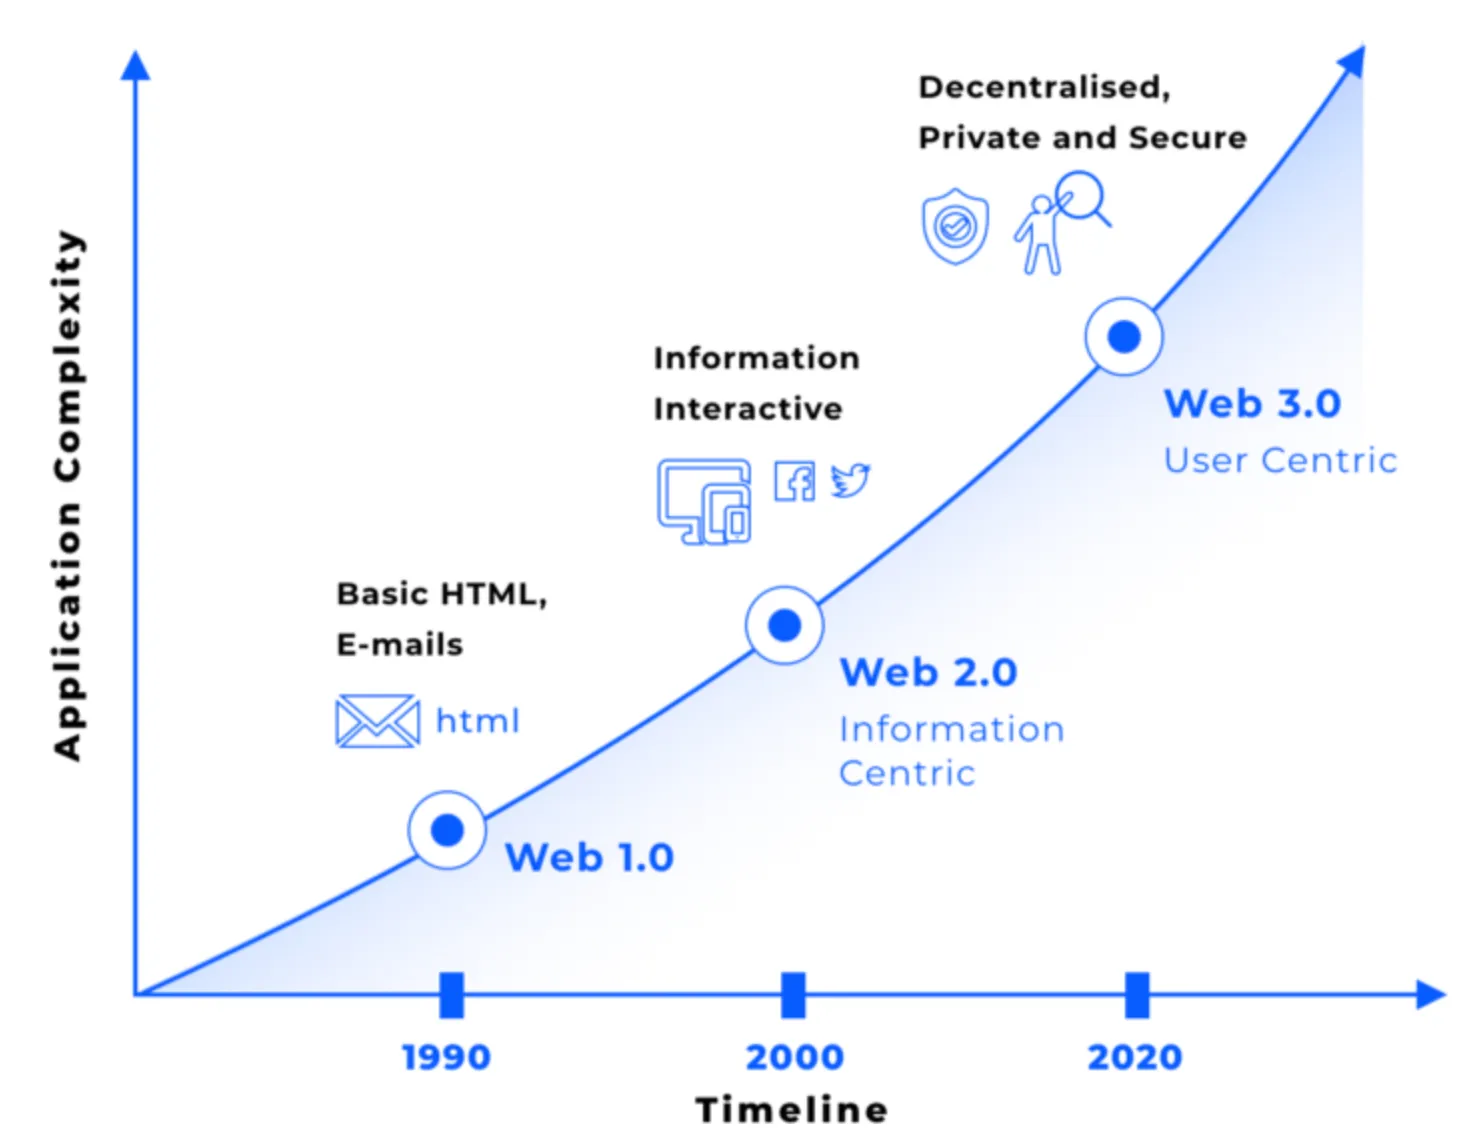 Decentralised,
Private and Secure
Information
Interactive
Web 3.0
User Centric
Basic HTML,
E-mails
html
Web 2.0
Information
Centric
Web 1.0
Application Complexity
1990
2000
2020
Timeline